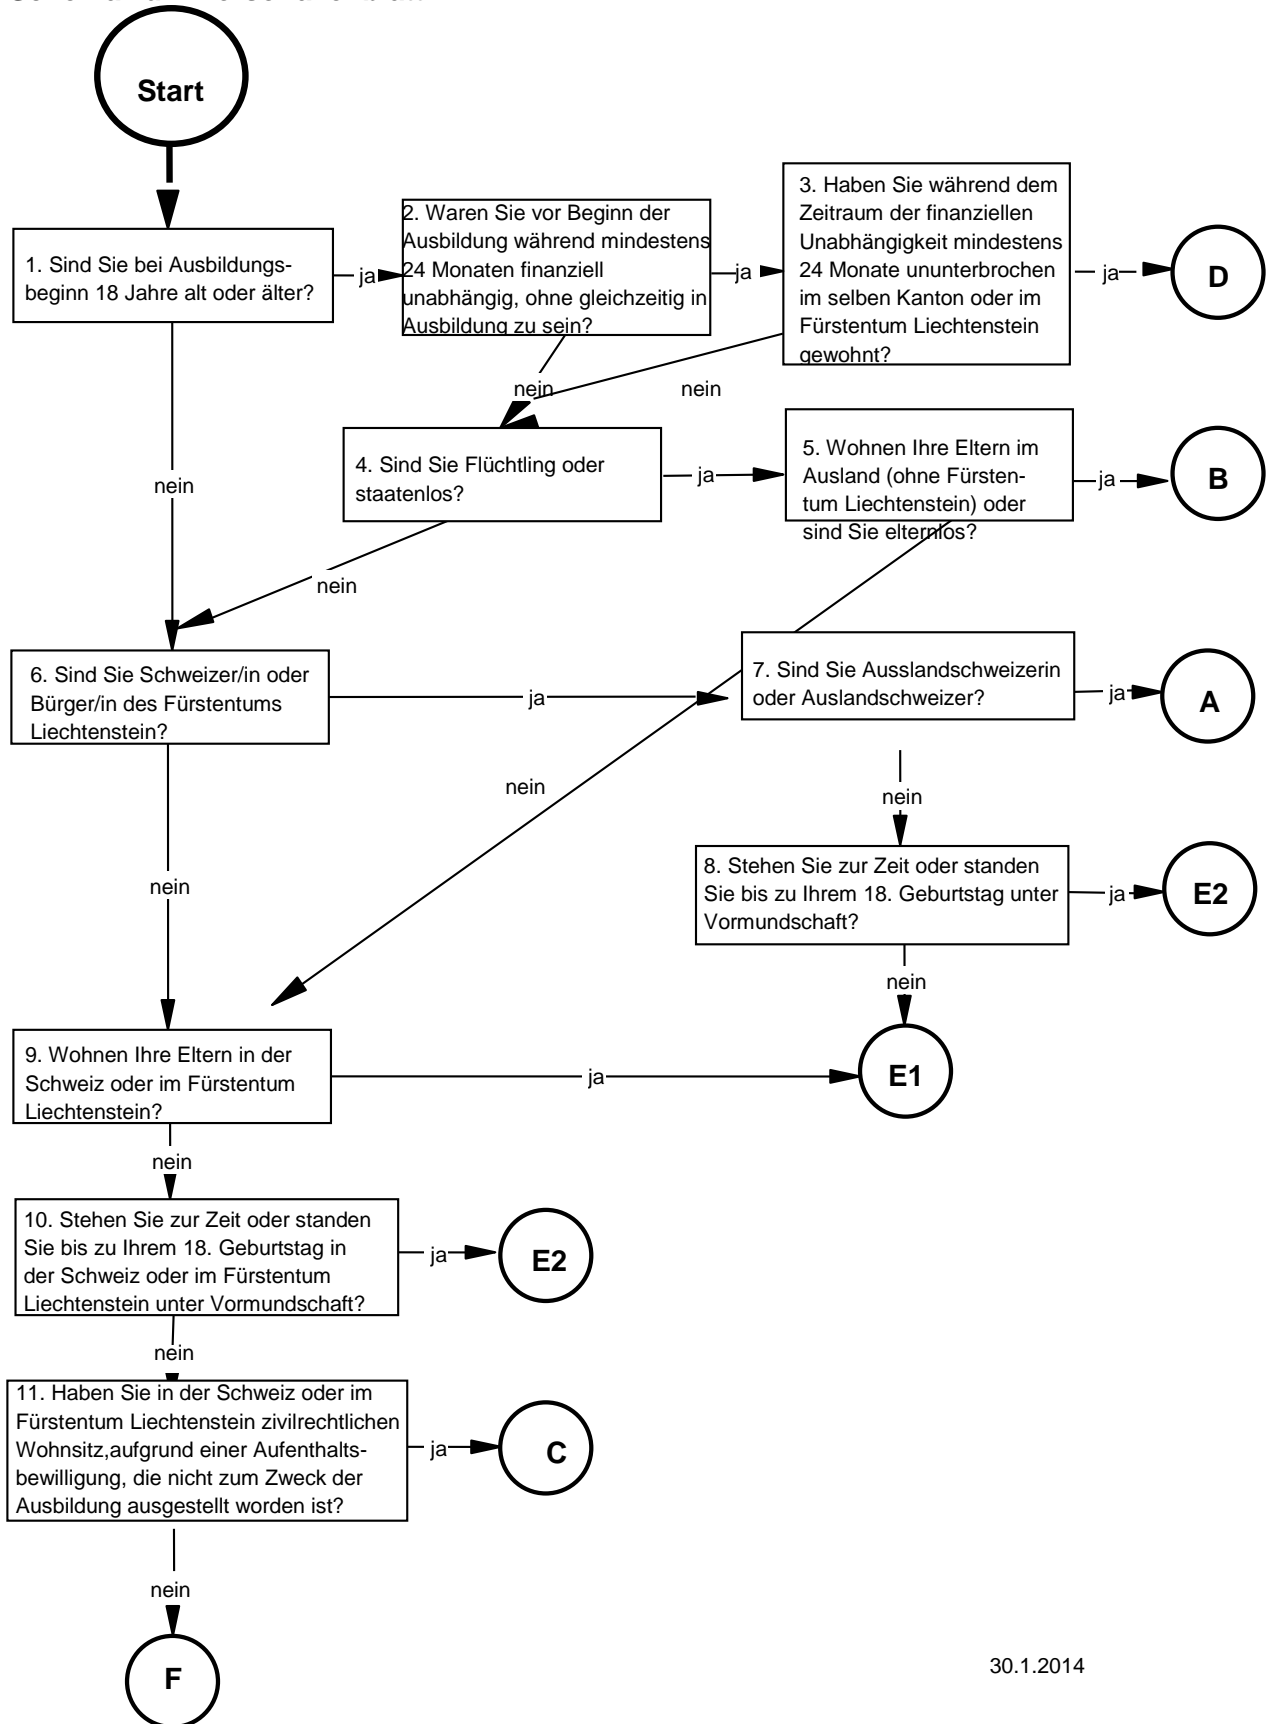 Start
1. Sind Sie bei Ausbildungs-
beginn 18 Jahre alt oder älter?
ja
2. Waren Sie vor Beginn der
Ausbildung während mindestens
24 Monaten finanziell
unabhängig, ohne gleichzeitig in
Ausbildung zu sein?
ja
3. Haben Sie während dem
Zeitraum der finanziellen
Unabhängigkeit mindestens
24 Monate ununterbrochen
im selben Kanton oder im
Fürstentum Liechtenstein
gewohnt?
ja
D
nein
nein
nein
4. Sind Sie Flüchtling oder
staatenlos?
ja
5. Wohnen Ihre Eltern im
Ausland (ohne Fürsten-
tum Liechtenstein) oder
sind Sie elternlos?
ja
B
nein
6. Sind Sie Schweizer/in oder
Bürger/in des Fürstentums
Liechtenstein?
ja
7. Sind Sie Ausslandschweizerin
oder Auslandschweizer?
ja
A
nein
nein
nein
8. Stehen Sie zur Zeit oder standen
Sie bis zu Ihrem 18. Geburtstag unter
Vormundschaft?
ja
E2
nein
9. Wohnen Ihre Eltern in der
Schweiz oder im Fürstentum
Liechtenstein?
ja
E1
nein
10. Stehen Sie zur Zeit oder standen
Sie bis zu Ihrem 18. Geburtstag in
der Schweiz oder im Fürstentum
Liechtenstein unter Vormundschaft?
ja
E2
nein
11. Haben Sie in der Schweiz oder im
Fürstentum Liechtenstein zivilrechtlichen
Wohnsitz,aufgrund einer Aufenthalts-
bewilligung, die nicht zum Zweck der
Ausbildung ausgestellt worden ist?
ja
C
nein
F
30.1.2014